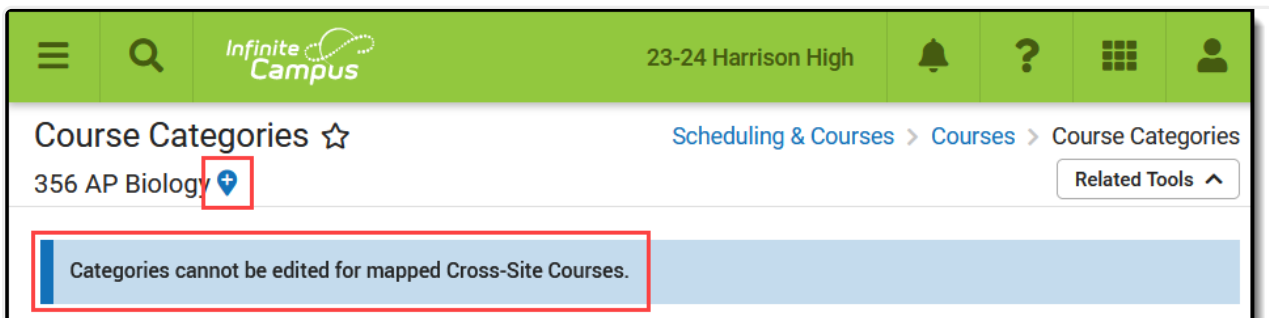 Infinite
Campus
23-24 Harrison High
?
Course Categories
Scheduling & Courses > Courses > Course Categories
356 AP Biology
Related Tools
Categories cannot be edited for mapped Cross-Site Courses.